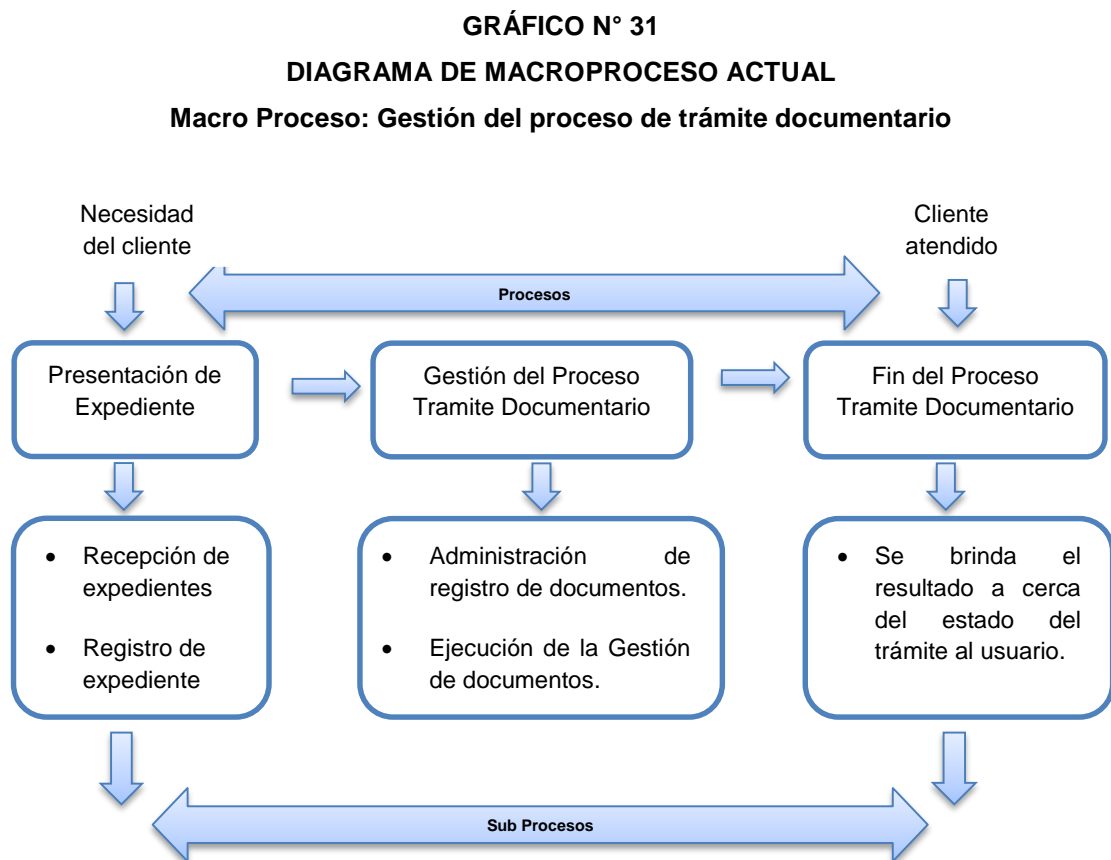 GRÁFICO N° 31
DIAGRAMA DE MACROPROCESO ACTUAL
Macro Proceso: Gestión del proceso de trámite documentario
Necesidad
del cliente
Cliente
atendido
Procesos
Presentación de
Expediente
Gestión del Proceso
Tramite Documentario
Fin del Proceso
Tramite Documentario
• Recepción de
expedientes
• Registro de
expediente
• Administración de
registro de documentos.
• Ejecución de la Gestión
de documentos.
• Se brinda el
resultado a cerca
del estado del
trámite al usuario.
Sub Procesos